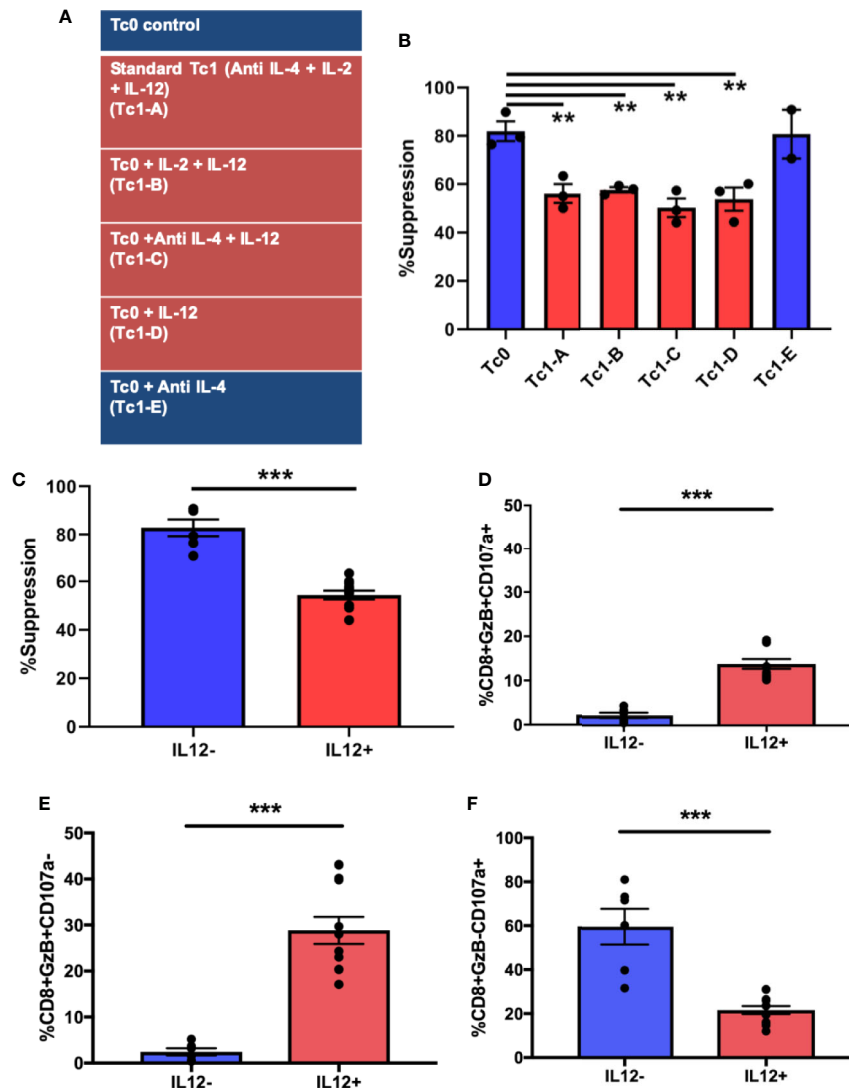 A
Tc0 control
Standard Tc1 (Anti IL-4 + IL-2
+ IL-12)
(Tc1-A)
Tc0 + IL-2 + IL-12
(Tc1-B)
Tc0 +Anti IL-4 + IL-12
(Tc1-C)
Tc0 + IL-12
(Tc1-D)
Tc0 + Anti IL-4
(Tc1-E)
B
%Suppression
100
80
60
40
20
0
**
**
**
**
Tc0
Tc1-A
Tc1-B
Tc1-C
Tc1-D
Tc1-E
C
%Suppression
100
80
60
40
20
0
***
IL12-
IL12+
D
%CD8+GzB+CD107a+
50
40
30
20
10
0
***
IL12-
IL12+
E
%CD8+GzB+CD107a-
50
40
30
20
10
0
***
IL12-
IL12+
F
%CD8+GzB-CD107a+
100
80
60
40
20
0
***
IL12-
IL12+